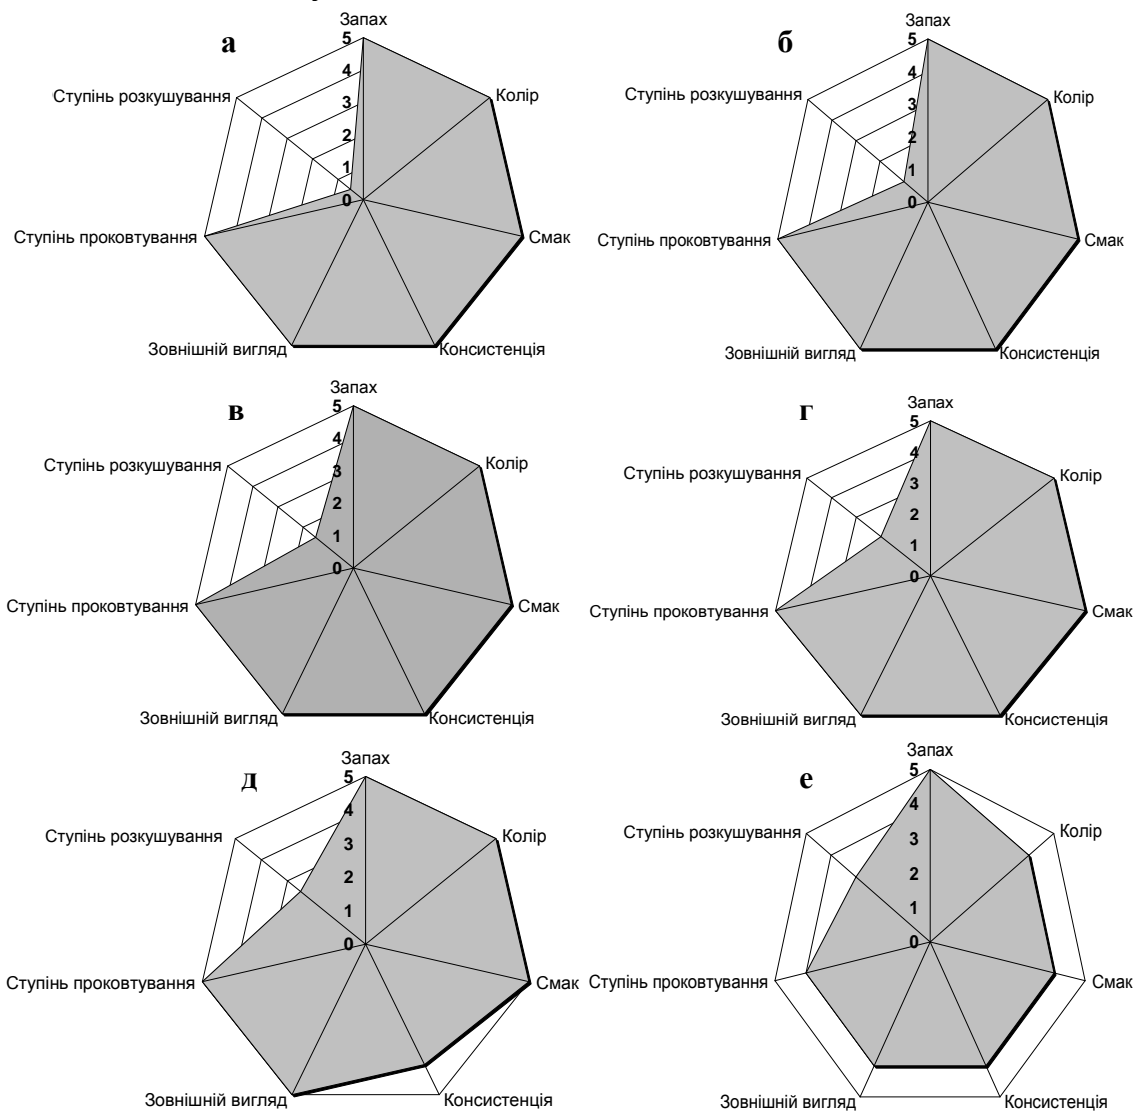 Запах
а
5
4
3
2
1
0
Ступінь розкушування
Колір
Ступінь проковтування
Смак
Зовнішній вигляд
Консистенція
Запах
б
5
4
3
2
1
0
Ступінь розкушування
Колір
Ступінь проковтування
Смак
Зовнішній вигляд
Консистенція
Запах
в
5
4
3
2
1
0
Ступінь розкушування
Колір
Ступінь проковтування
Смак
Зовнішній вигляд
Консистенція
Запах
г
5
4
3
2
1
0
Ступінь розкушування
Колір
Ступінь проковтування
Смак
Зовнішній вигляд
Консистенція
Запах
д
5
4
3
2
1
0
Ступінь розкушування
Колір
Ступінь проковтування
Смак
Зовнішній вигляд
Консистенція
Запах
е
5
4
3
2
1
0
Ступінь розкушування
Колір
Ступінь проковтування
Смак
Зовнішній вигляд
Консистенція